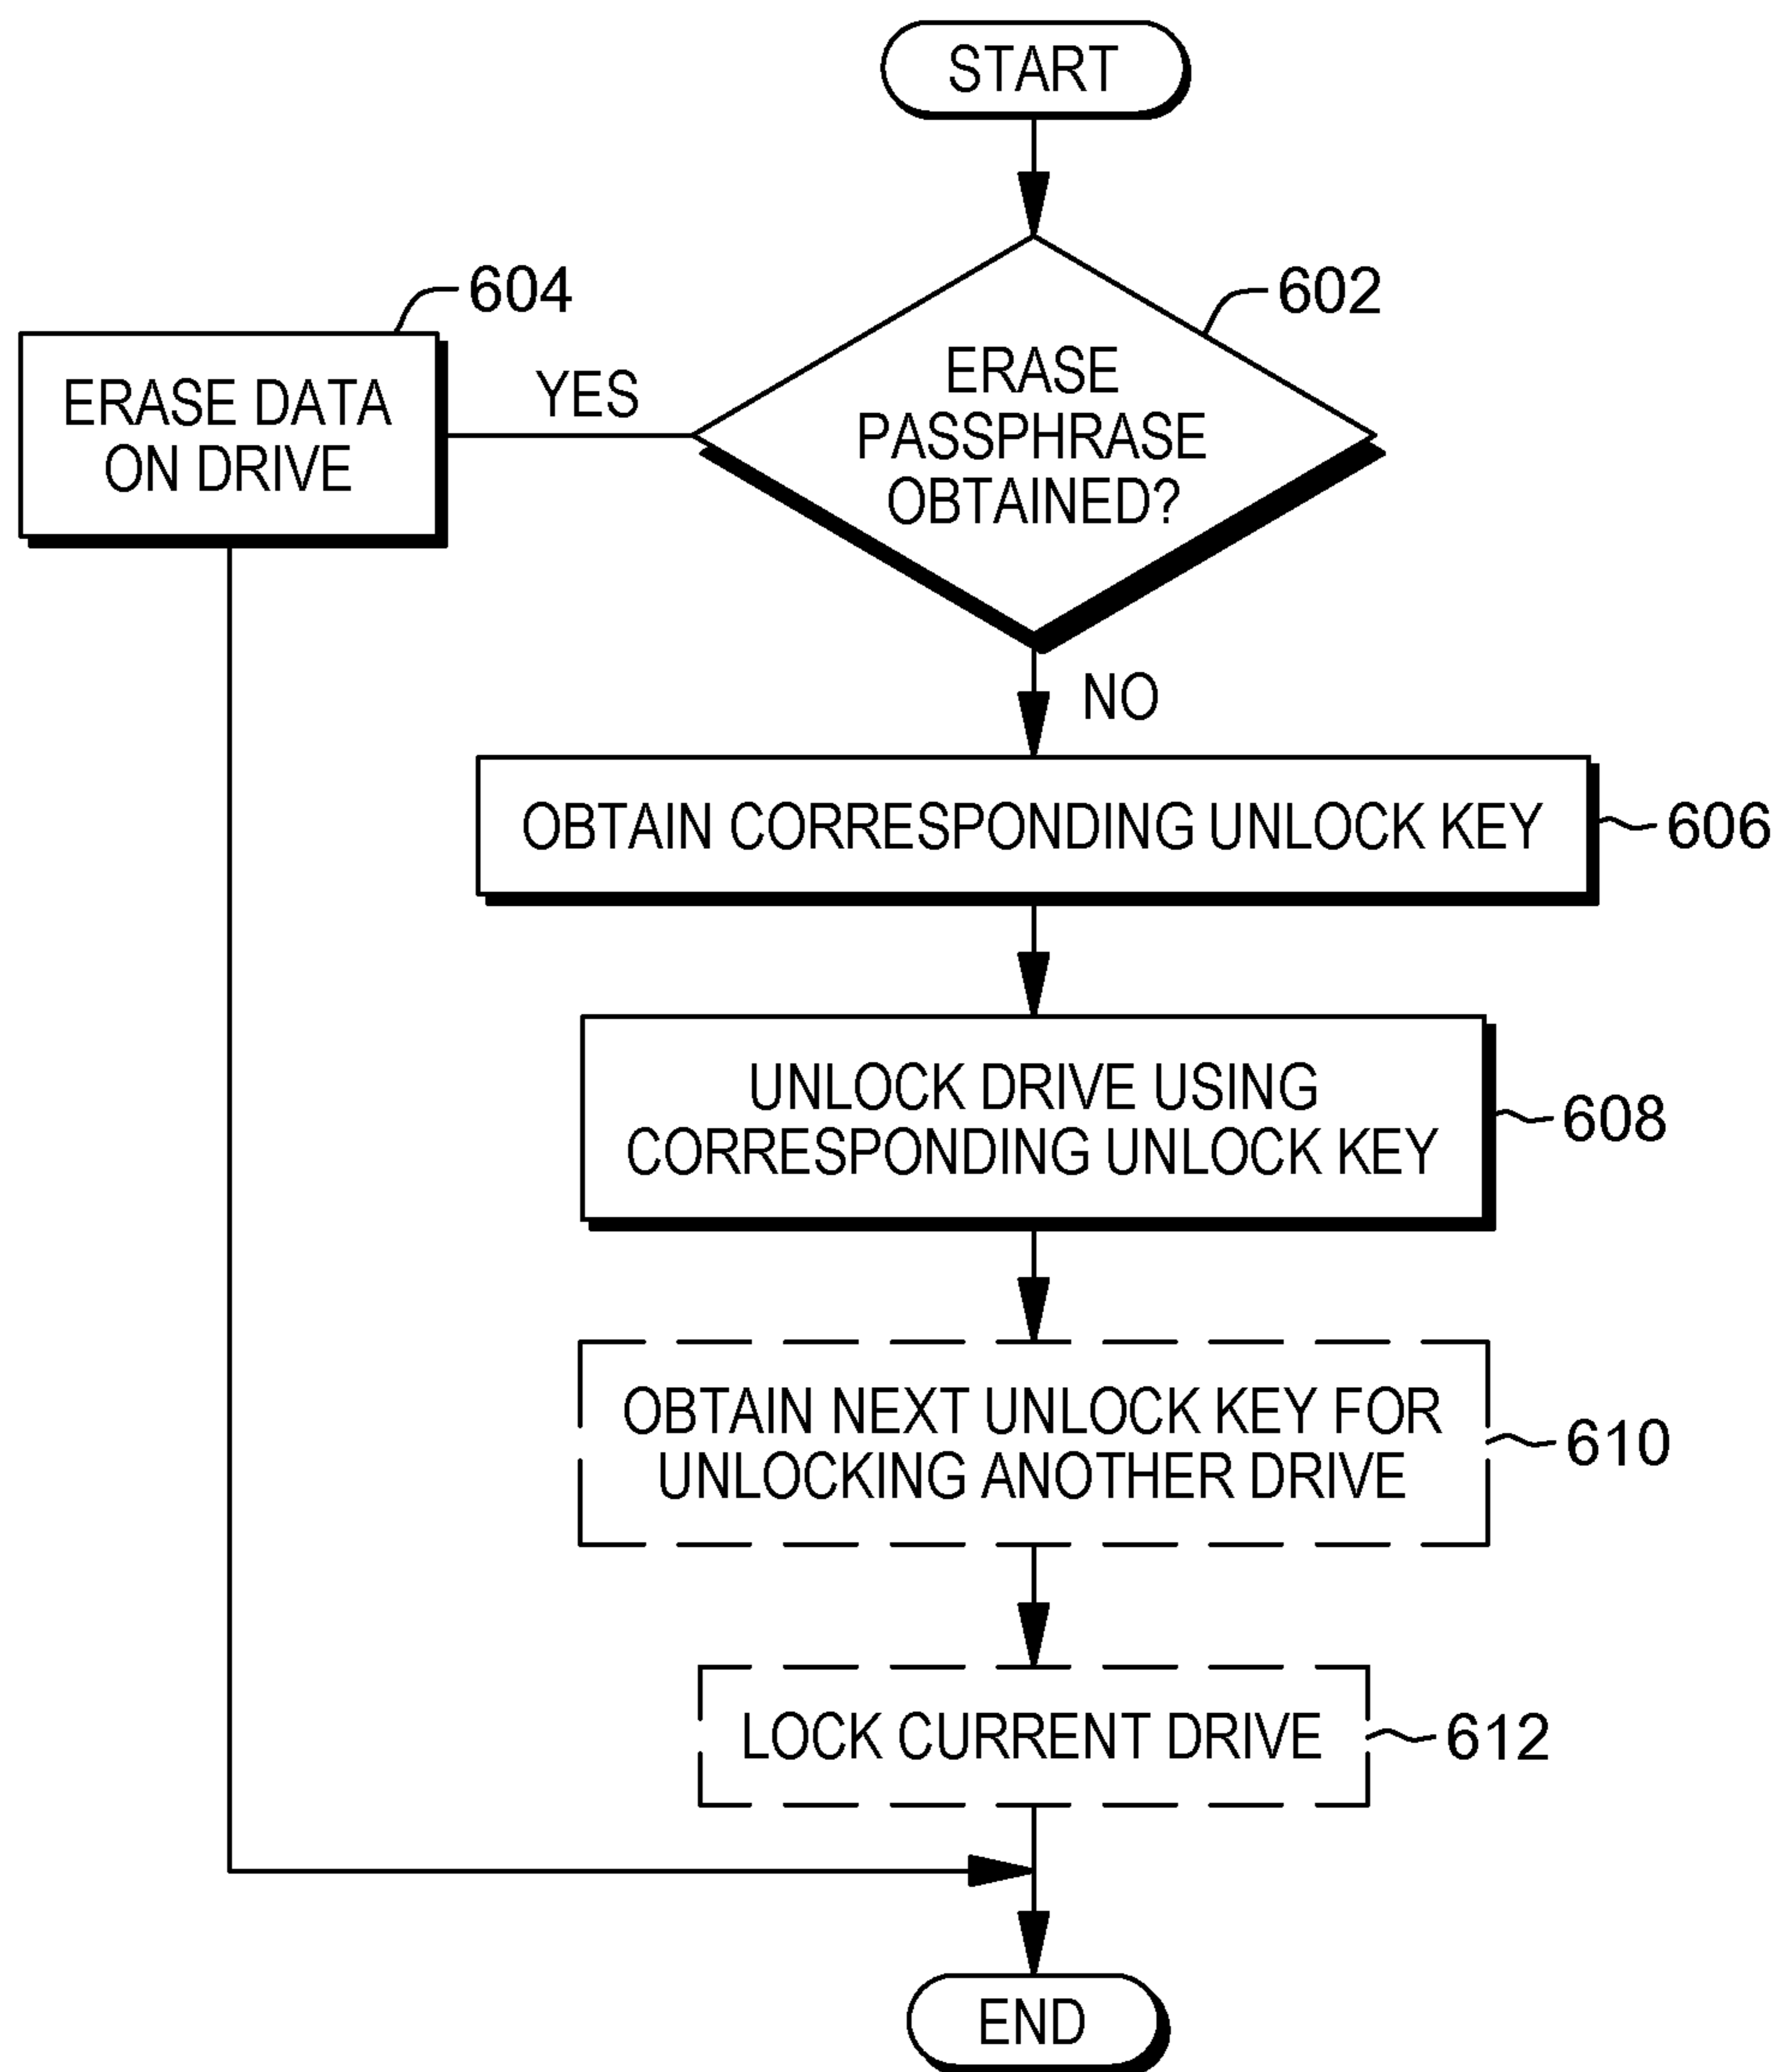 START
602
ERASE
PASSPHRASE
OBTAINED?
YES
604
ERASE DATA
ON DRIVE
NO
OBTAIN CORRESPONDING UNLOCK KEY
606
UNLOCK DRIVE USING
CORRESPONDING UNLOCK KEY
608
OBTAIN NEXT UNLOCK KEY FOR
UNLOCKING ANOTHER DRIVE
610
LOCK CURRENT DRIVE
612
END